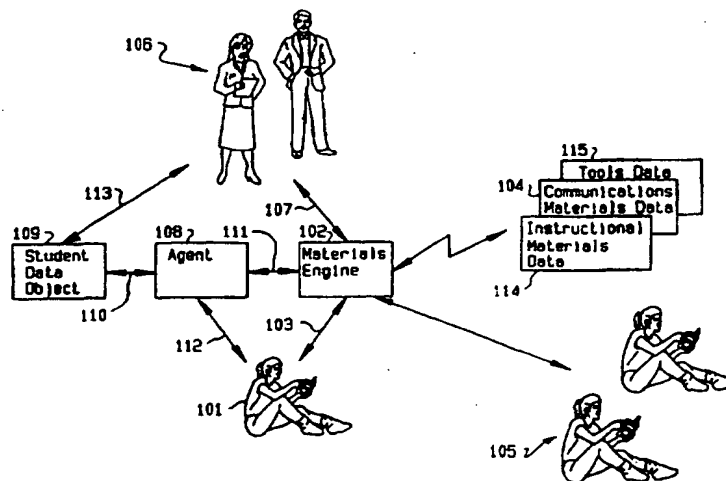 106
115
Tools Data
104
Communications
Materials Data
113
107
109
108
111
102
Student
Data
Object
Agent
Materials
Engine
Instructional
Materials
Data
114
110
112
103
101
105